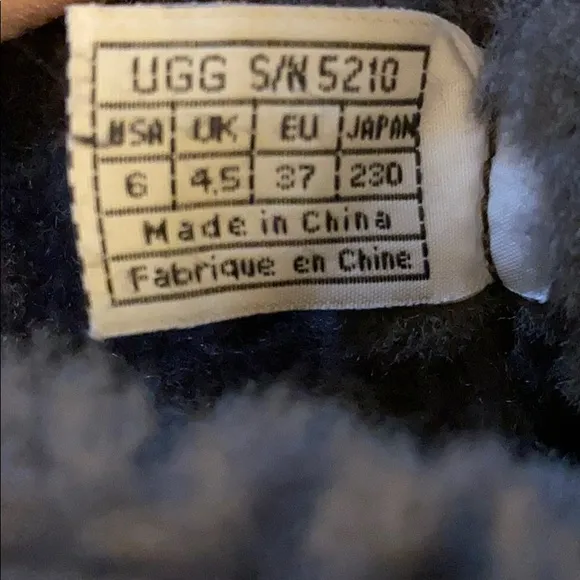 UGG S/N 5210
USA UK EU JAPAN
6 4.5 37 230
Made in China
Fabrique en Chine